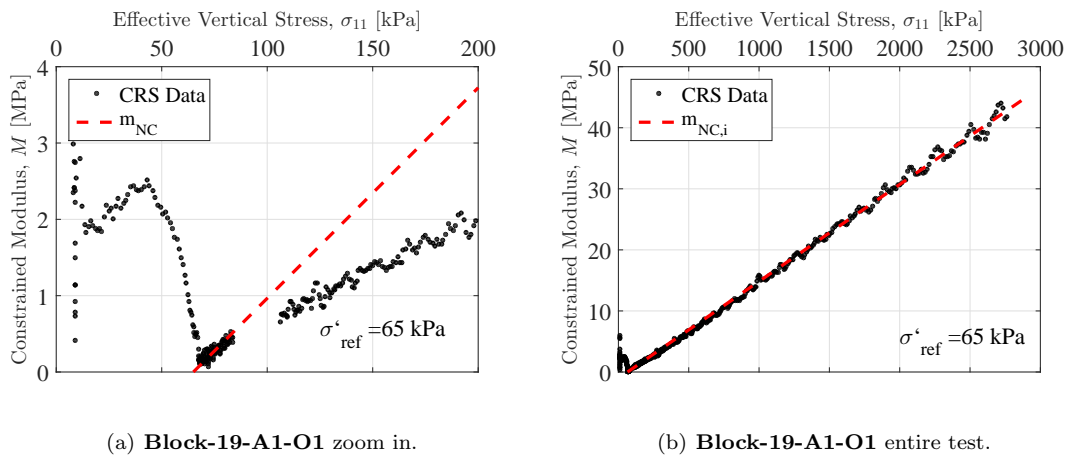 Effective Vertical Stress, σ11 [kPa]
0 50 100 150 200
Constrained Modulus, M [MPa]
4
3
2
1
0
CRS Data
mNC
σ‘ref =65 kPa
(a) Block-19-A1-O1 zoom in.
Effective Vertical Stress, σ11 [kPa]
0 500 1000 1500 2000 2500 3000
Constrained Modulus, M [MPa]
50
40
30
20
10
0
CRS Data
mNC,i
σ‘ref =65 kPa
(b) Block-19-A1-O1 entire test.